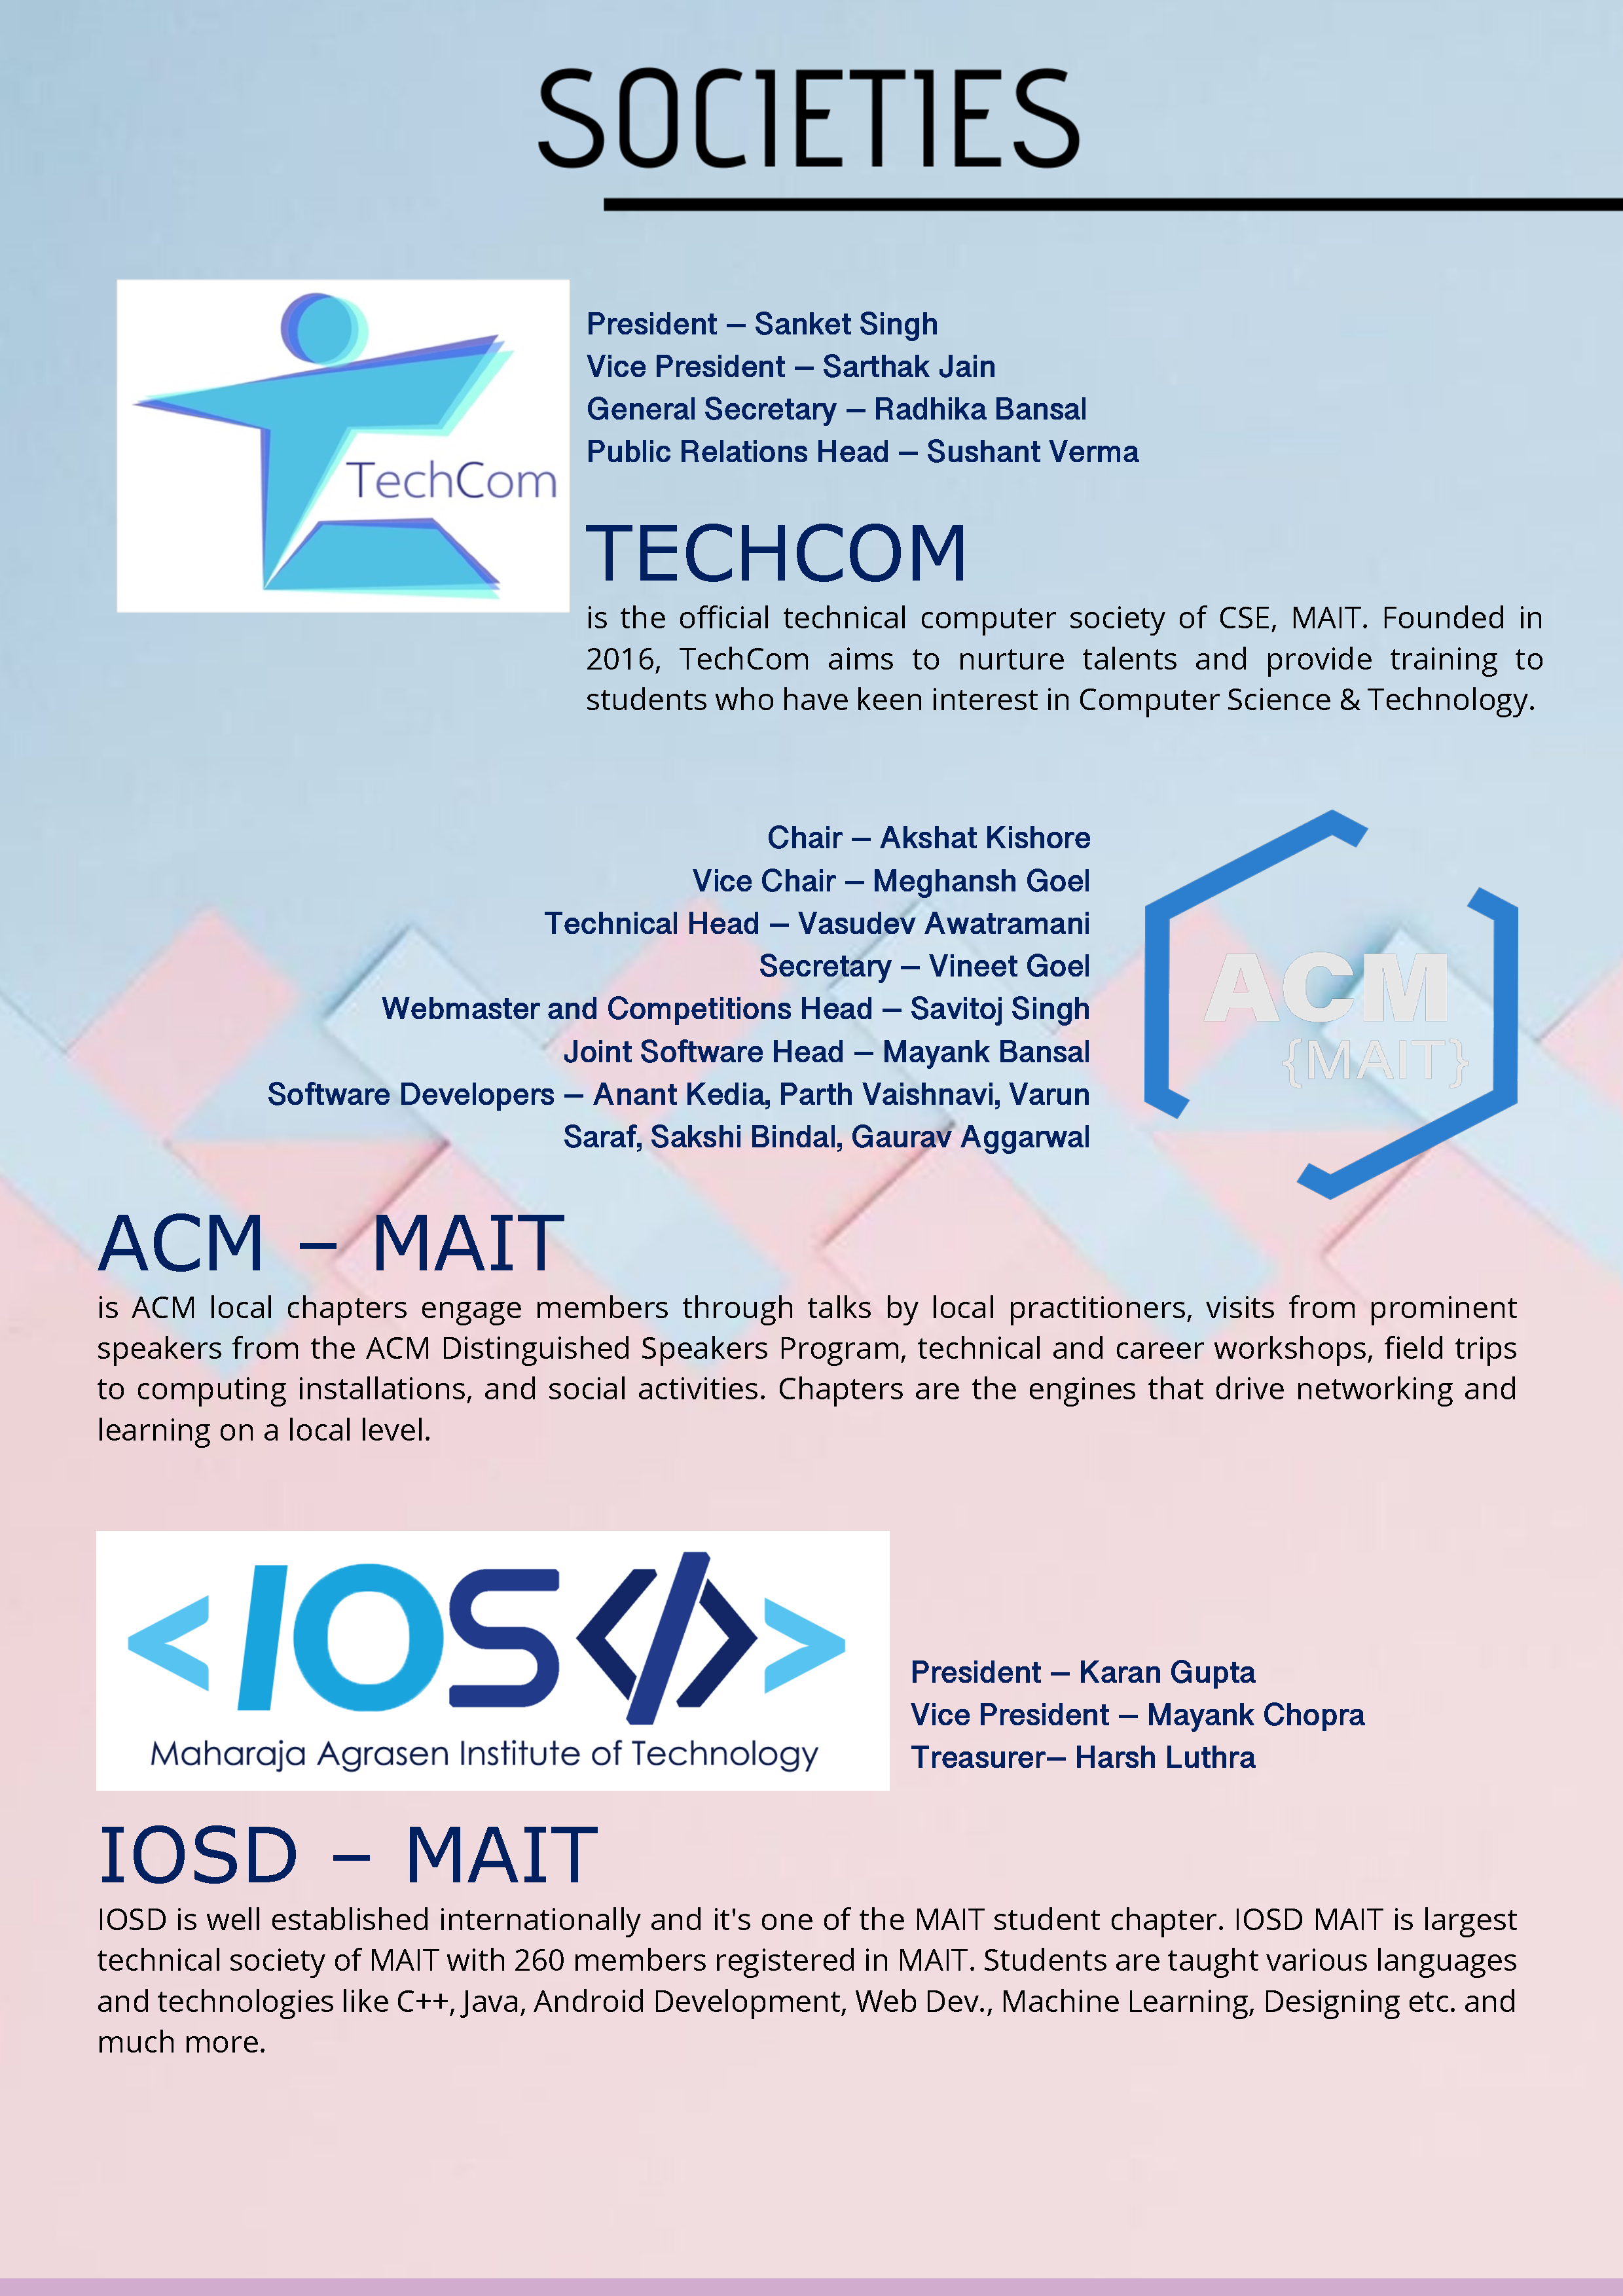 SOCIETIES
TechCom
President – Sanket Singh
Vice President – Sarthak Jain
General Secretary – Radhika Bansal
Public Relations Head – Sushant Verma
TECHCOM
is the official technical computer society of CSE, MAIT. Founded in
2016, TechCom aims to nurture talents and provide training to
students who have keen interest in Computer Science & Technology.
Chair – Akshat Kishore
Vice Chair – Meghansh Goel
Technical Head – Vasudev Awatramani
Secretary – Vineet Goel
Webmaster and Competitions Head – Savitoj Singh
Joint Software Head – Mayank Bansal
Software Developers – Anant Kedia, Parth Vaishnavi, Varun
Saraf, Sakshi Bindal, Gaurav Aggarwal
ACM
{MAIT}
ACM – MAIT
is ACM local chapters engage members through talks by local practitioners, visits from prominent
speakers from the ACM Distinguished Speakers Program, technical and career workshops, field trips
to computing installations, and social activities. Chapters are the engines that drive networking and
learning on a local level.
<IOS</>>
Maharaja Agrasen Institute of Technology
President – Karan Gupta
Vice President – Mayank Chopra
Treasurer– Harsh Luthra
IOSD – MAIT
IOSD is well established internationally and it's one of the MAIT student chapter. IOSD MAIT is largest
technical society of MAIT with 260 members registered in MAIT. Students are taught various languages
and technologies like C++, Java, Android Development, Web Dev., Machine Learning, Designing etc. and
much more.